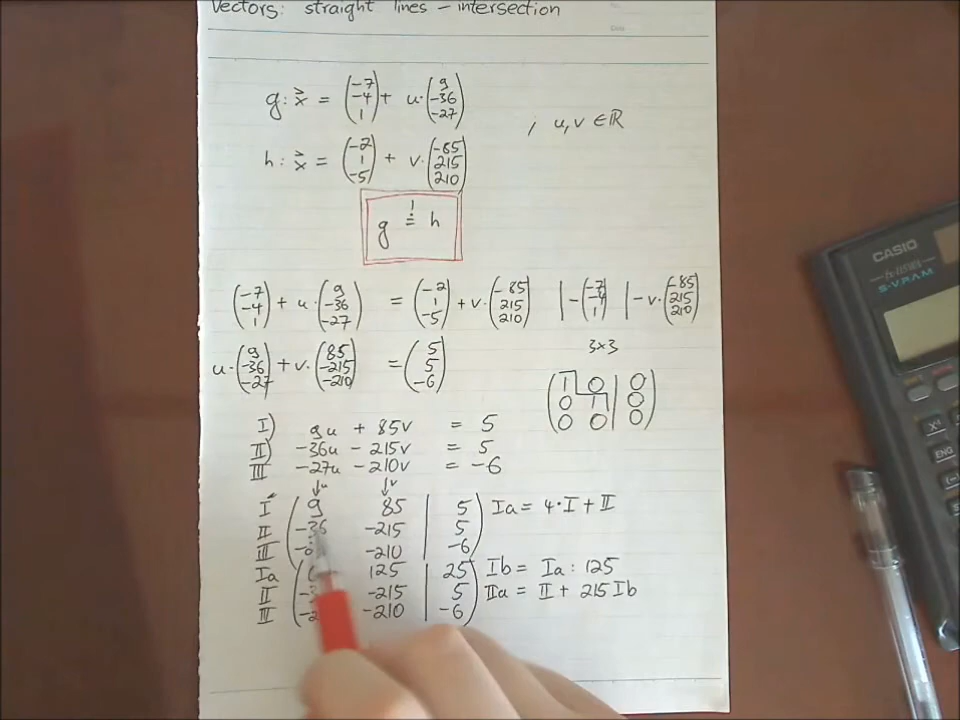 Vectors: straight lines - intersection
g: x⃗ = (-7 -4 1) + u·(9 -36 -27)
; u, v ∈ ℝ
h: x⃗ = (-2 1 -5) + v·(-85 215 210)
g ≟ h
(-7 -4 1) + u·(9 -36 -27) = (-2 1 -5) + v·(-85 215 210) | -(-7 -4 1) | -v·(-85 215 210)
3x3
u·(9 -36 -27) + v·(85 -215 -210) = (5 5 -6)
(1 0 | 0
0 1 | 0
0 0 | 0)
I) 9u + 85v = 5
II) -36u - 215v = 5
III -27u - 210v = -6
↓u ↓v
I (9 85 | 5) Ia = 4·I + II
II -36 -215 | 5
III -210 | -6
Ia 125 | 25 Ib = Ia : 125
II -215 | 5 IIa = II + 215 Ib
III -210 | -6
CASIO
S-V.P.A.M.
ENG